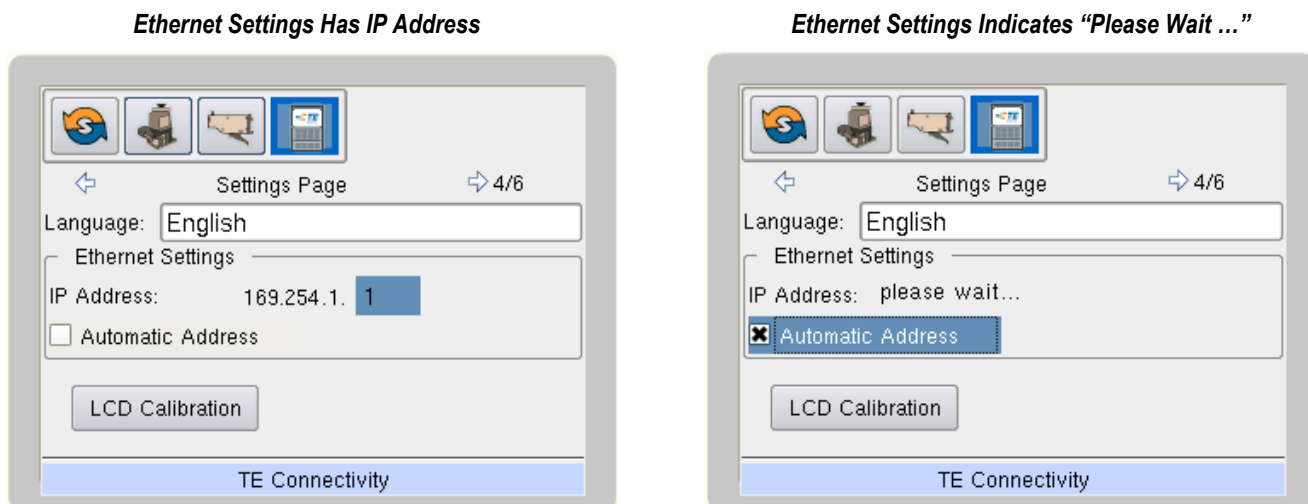 Ethernet Settings Has IP Address
S
TE
Settings Page
4/6
Language: English
Ethernet Settings
IP Address: 169.254.1. 1
Automatic Address
LCD Calibration
TE Connectivity
Ethernet Settings Indicates “Please Wait …”
S
TE
Settings Page
4/6
Language: English
Ethernet Settings
IP Address: please wait...
Automatic Address
LCD Calibration
TE Connectivity